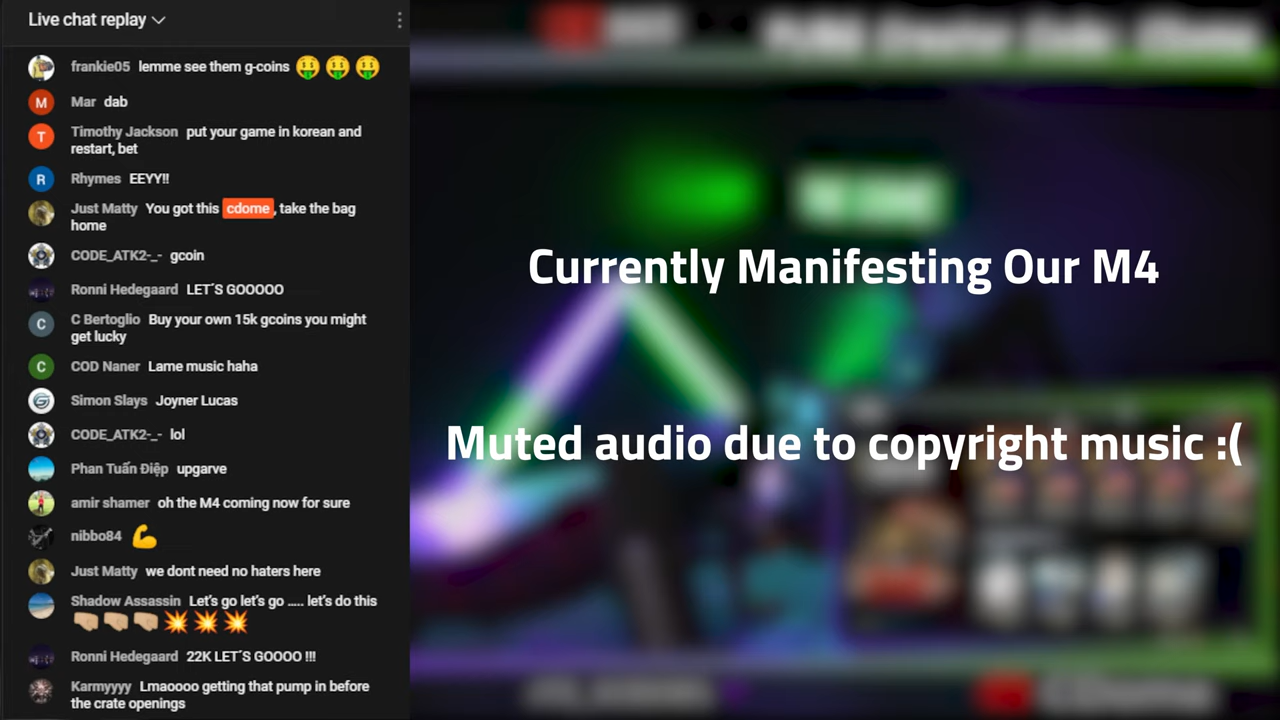 Live chat replay
frankie05 lemme see them g-coins 🤑 🤑 🤑
M Mar dab
T Timothy Jackson put your game in korean and
restart, bet
R Rhymes EEYY!!
Just Matty You got this cdome, take the bag
home
CODE_ATK2-_- gcoin
Ronni Hedegaard LET´S GOOOOO
C C Bertoglio Buy your own 15k gcoins you might
get lucky
C COD Naner Lame music haha
Simon Slays Joyner Lucas
CODE_ATK2-_- lol
Phan Tuấn Điệp upgarve
amir shamer oh the M4 coming now for sure
nibbo84 💪
Just Matty we dont need no haters here
Shadow Assassin Let's go let's go ..... let's do this
👊🏼 👊🏼 👊🏼 💥 💥 💥
Ronni Hedegaard 22K LET´S GOOOO !!!
Karmyyyy Lmaoooo getting that pump in before
the crate openings
Currently Manifesting Our M4
Muted audio due to copyright music :(